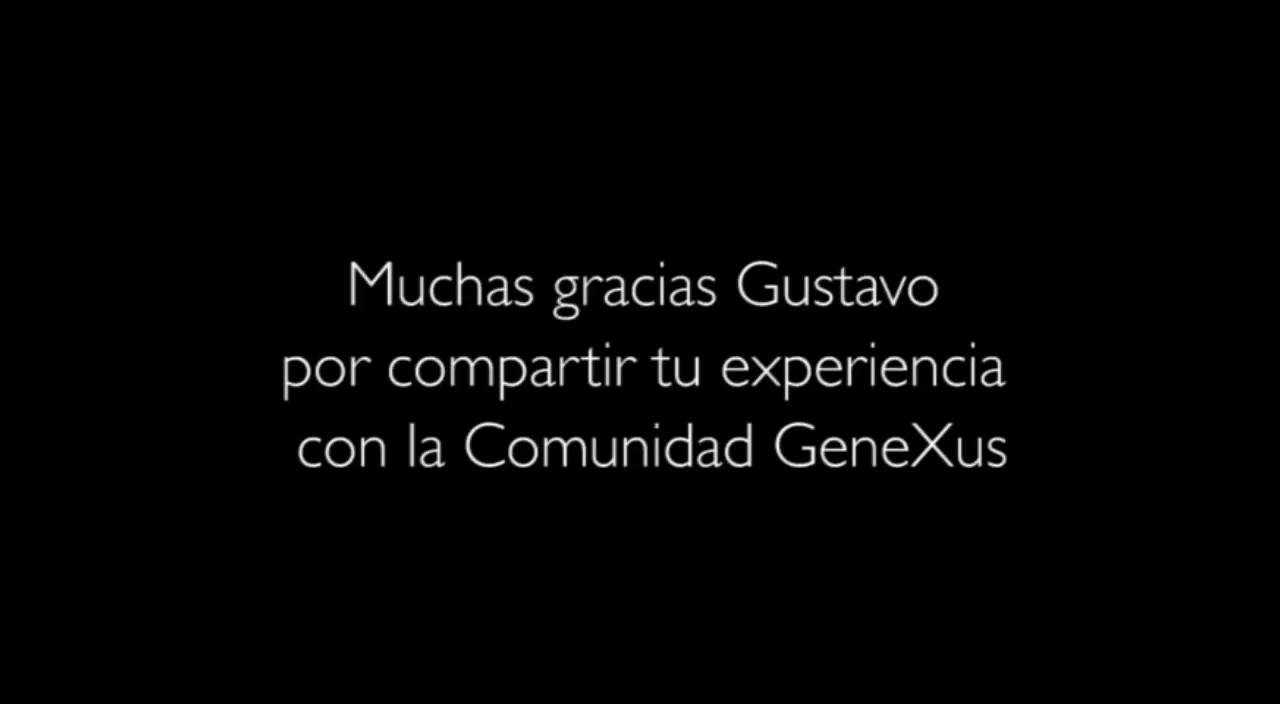 Muchas gracias Gustavo
por compartir tu experiencia
con la Comunidad GeneXus